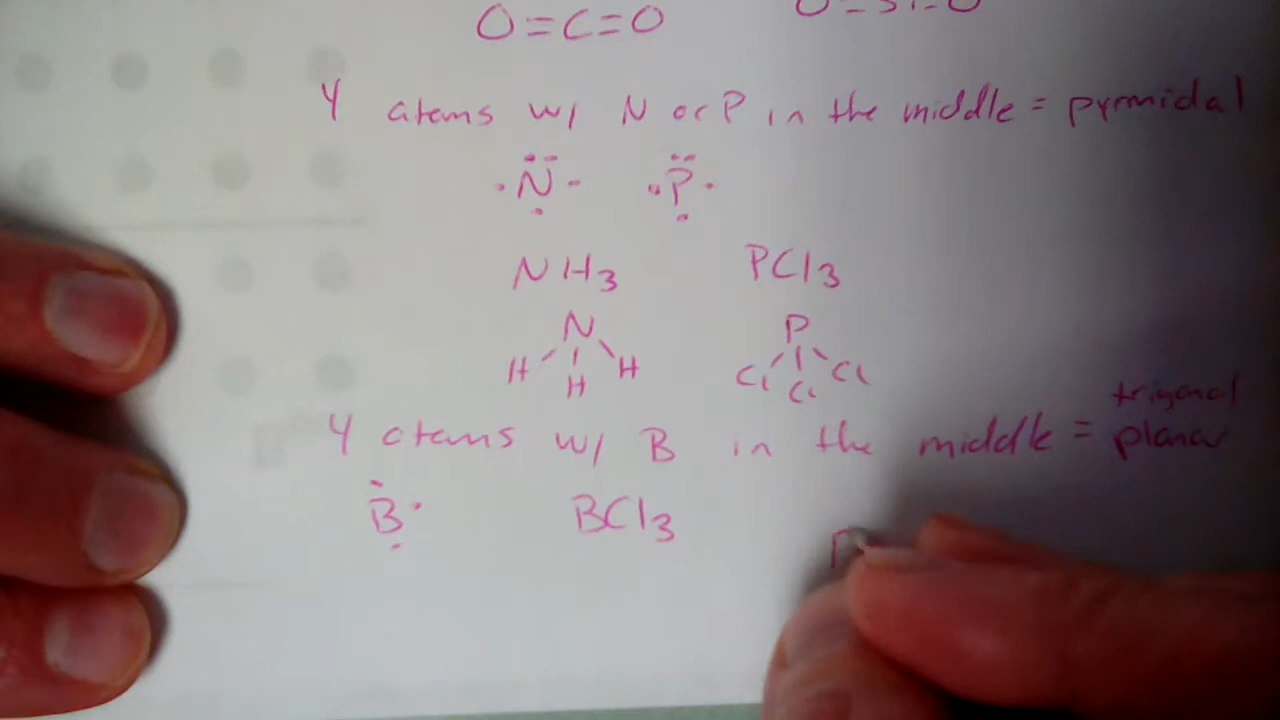 O=C=O O=Si=O
4 atoms w/ N or P in the middle = pyrmidal
N P
NH3 PCl3
N P
H H H Cl Cl Cl
4 atoms w/ B in the middle = trigonal planar
B BCl3